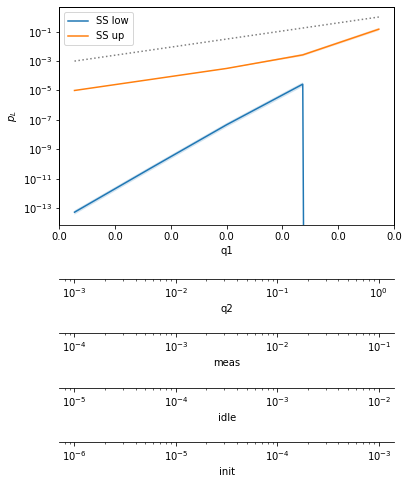 SS low
SS up
10⁻¹
10⁻³
10⁻⁵
10⁻⁷
10⁻⁹
10⁻¹¹
10⁻¹³
p_L
0.0 0.0 0.0 0.0 0.0 0.0 0.0
q1
10⁻³ 10⁻² 10⁻¹ 10⁰
q2
10⁻⁴ 10⁻³ 10⁻² 10⁻¹
meas
10⁻⁵ 10⁻⁴ 10⁻³ 10⁻²
idle
10⁻⁶ 10⁻⁵ 10⁻⁴ 10⁻³
init